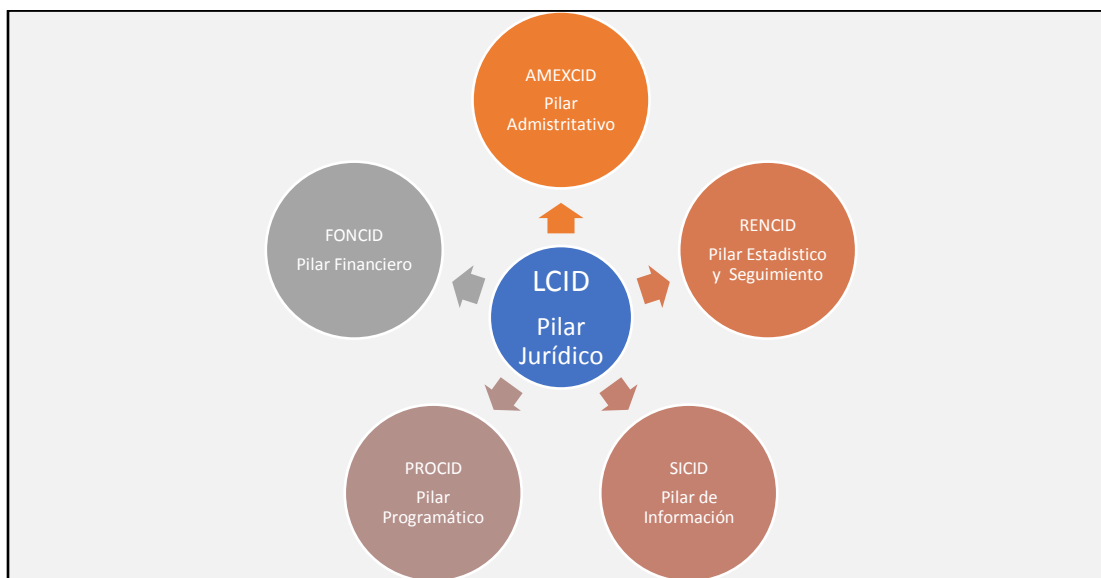 AMEXCID
Pilar
Admistritativo
FONCID
Pilar Financiero
RENCID
Pilar Estadistico
y Seguimiento
LCID
Pilar
Jurídico
PROCID
Pilar
Programático
SICID
Pilar de
Información